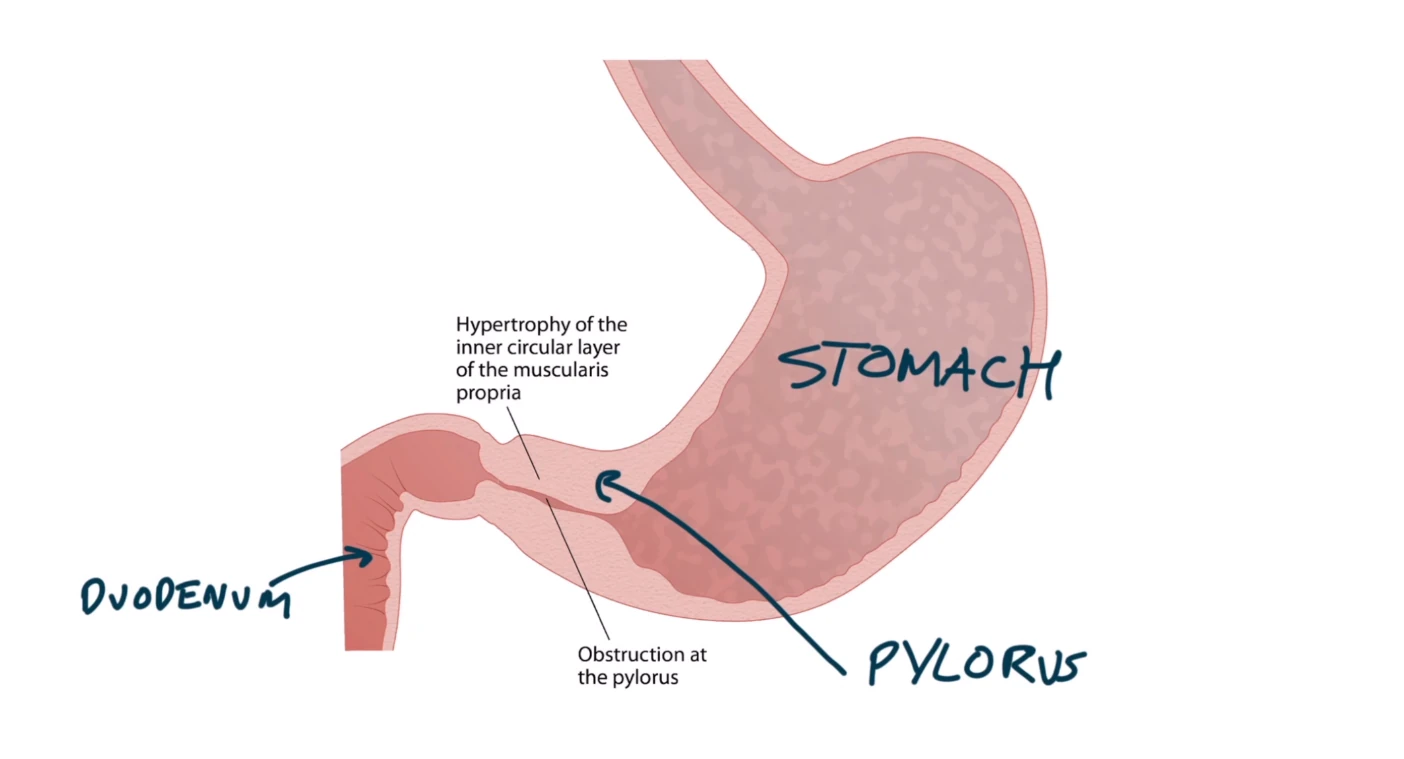 Hypertrophy of the
inner circular layer
of the muscularis
propria
STOMACH
DUODENUM
Obstruction at
the pylorus
PYLORUS